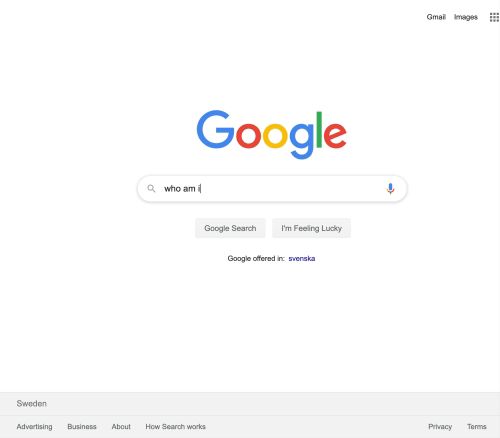 Gmail Images
Google
who am i
Google Search I'm Feeling Lucky
Google offered in: svenska
Sweden
Advertising Business About How Search works Privacy Terms